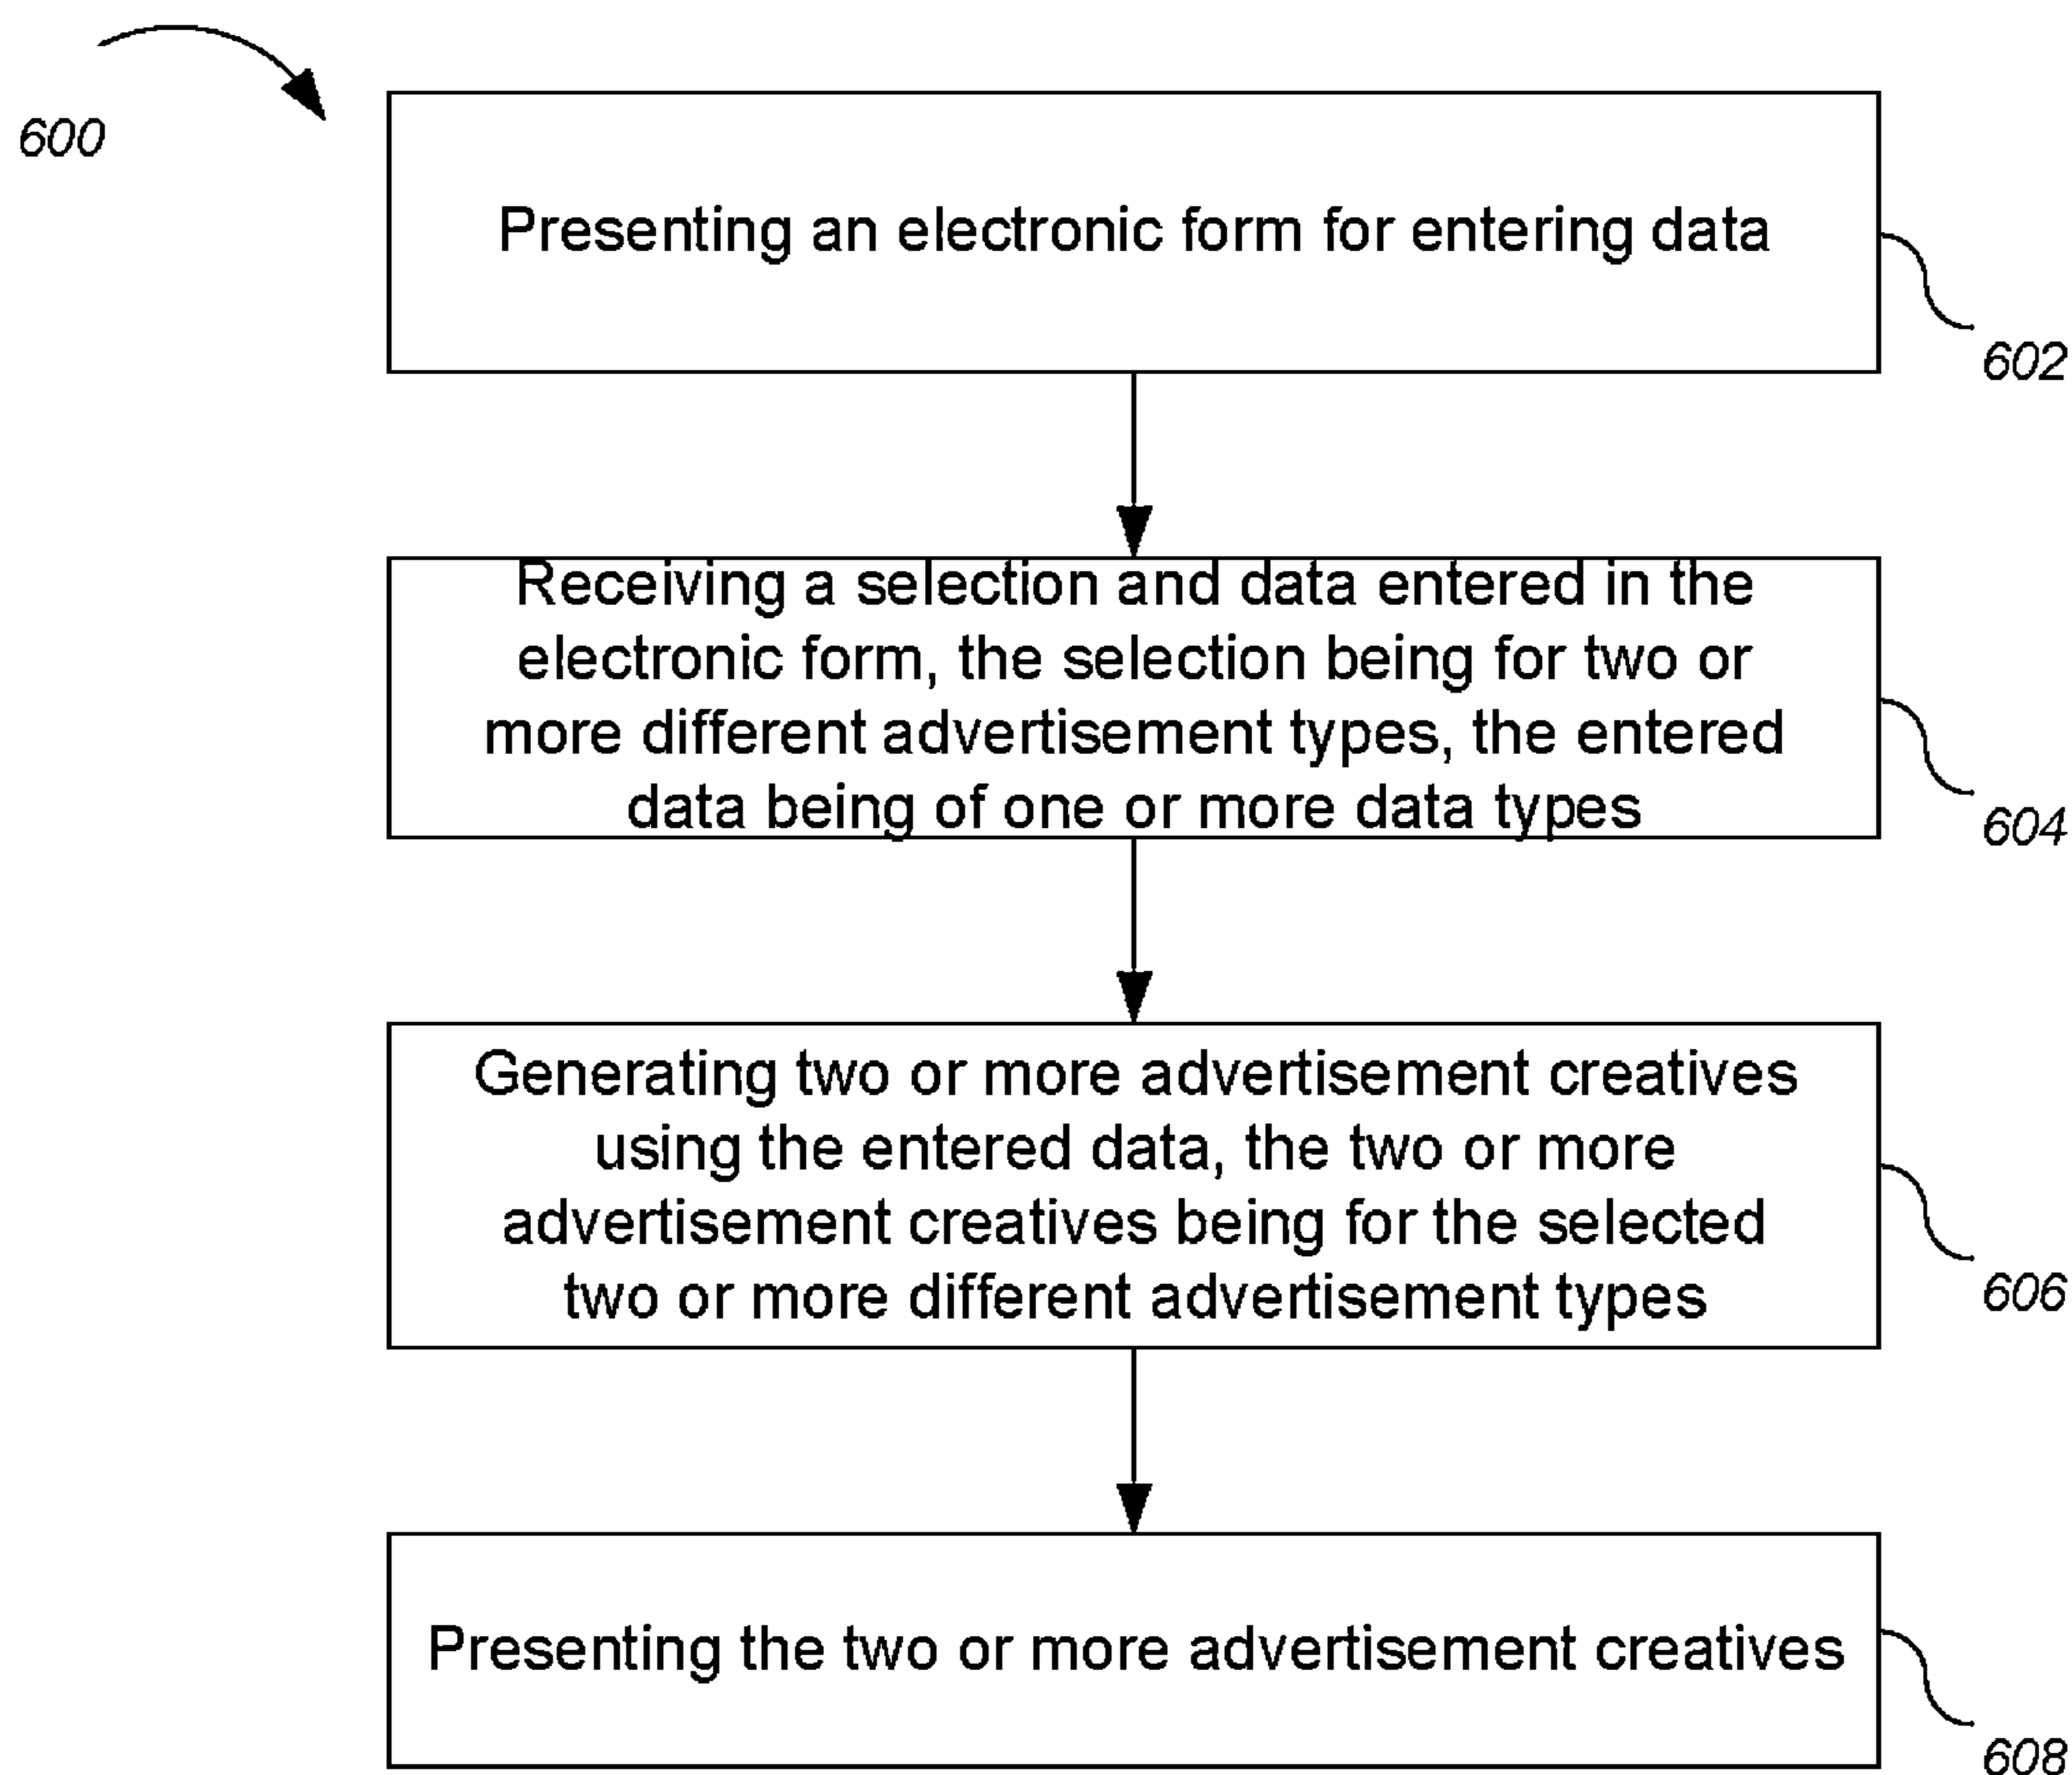 600
Presenting an electronic form for entering data
602
Receiving a selection and data entered in the
electronic form, the selection being for two or
more different advertisement types, the entered
data being of one or more data types
604
Generating two or more advertisement creatives
using the entered data, the two or more
advertisement creatives being for the selected
two or more different advertisement types
606
Presenting the two or more advertisement creatives
608